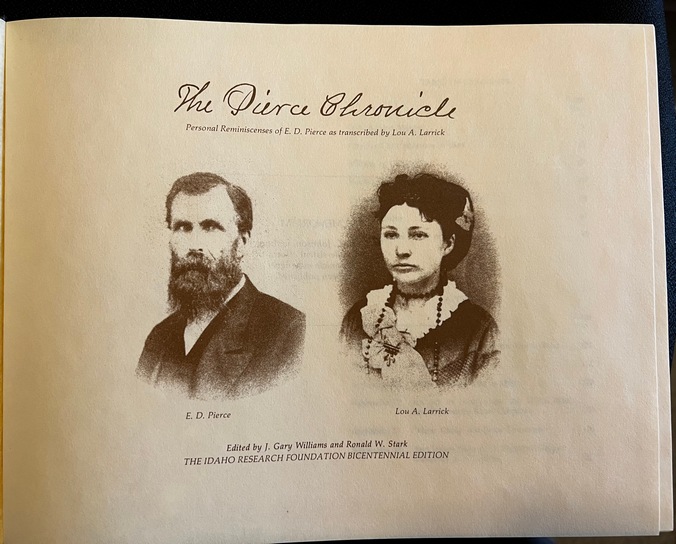 The Pierce Chronicle
Personal Reminiscenses of E. D. Pierce as transcribed by Lou A. Larrick
E. D. Pierce
Lou A. Larrick
Edited by J. Gary Williams and Ronald W. Stark
THE IDAHO RESEARCH FOUNDATION BICENTENNIAL EDITION